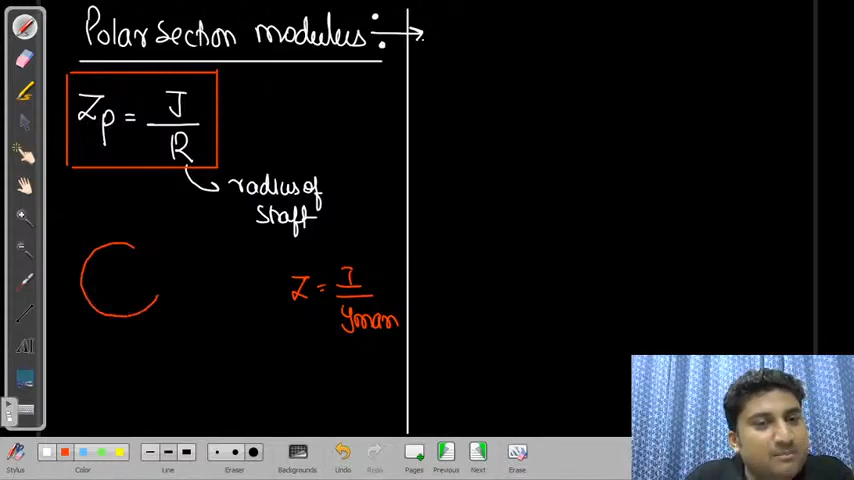 Polar section modulus :→
Zp = J / R
radius of
shaft
Z = I / ymax
Stylus
Color
Line
Eraser
Backgrounds
Undo
Redo
Pages
Previous
Next
Erase